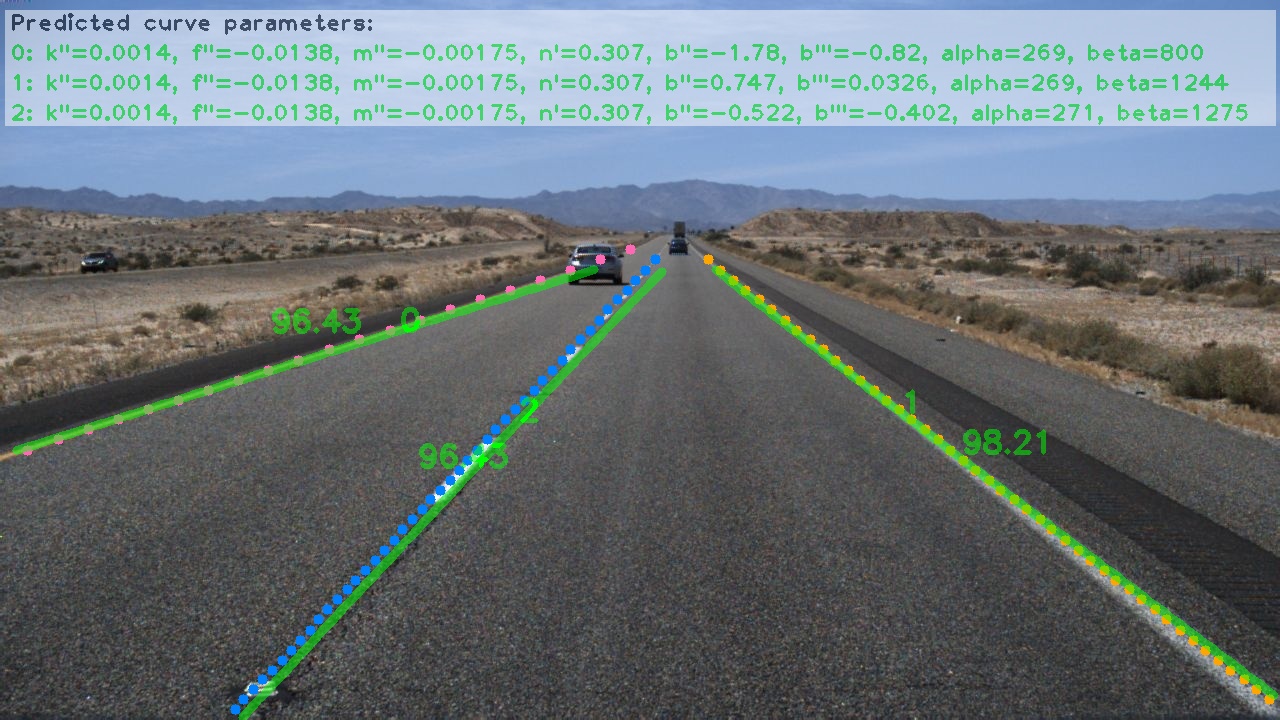 Predicted curve parameters:
0: k''=0.0014, f''=-0.0138, m''=-0.00175, n'=0.307, b''=-1.78, b'''=-0.82, alpha=269, beta=800
1: k''=0.0014, f''=-0.0138, m''=-0.00175, n'=0.307, b''=0.747, b'''=0.0326, alpha=269, beta=1244
2: k''=0.0014, f''=-0.0138, m''=-0.00175, n'=0.307, b''=-0.522, b'''=-0.402, alpha=271, beta=1275
96.43 0
1
2
98.21